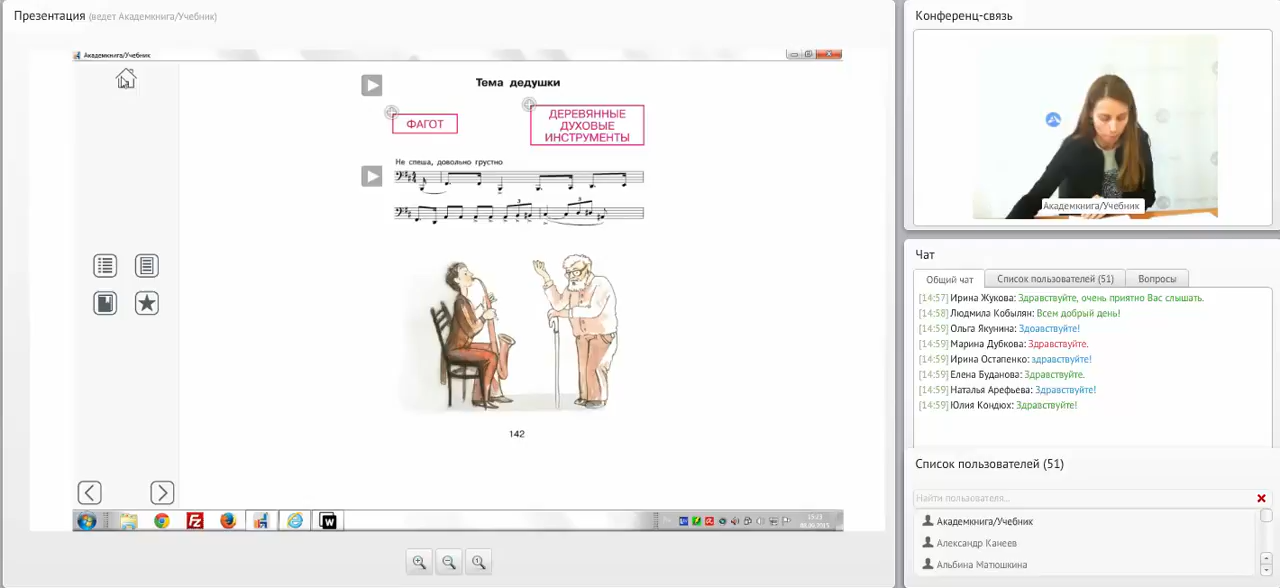 Презентация (ведет Академкнига/Учебник)
Академкнига/Учебник
Тема дедушки
ФАГОТ
ДЕРЕВЯННЫЕ
ДУХОВЫЕ
ИНСТРУМЕНТЫ
Не спеша, довольно грустно
3
3
142
W
Конференц-связь
Академкнига/Учебник
Чат
Общий чат
Список пользователей (51)
Вопросы
[14:57] Ирина Жукова: Здравствуйте, очень приятно Вас слышать.
[14:58] Людмила Кобылян: Всем добрый день!
[14:59] Ольга Якунина: Здоавствуйте!
[14:59] Марина Дубкова: Здравствуйте.
[14:59] Ирина Остапенко: здравствуйте!
[14:59] Елена Буданова: Здравствуйте.
[14:59] Наталья Арефьева: Здравствуйте!
[14:59] Юлия Кондюх: Здравствуйте!
Список пользователей (51)
Найти пользователя...
Академкнига/Учебник
Александр Канеев
Альбина Матюшкина